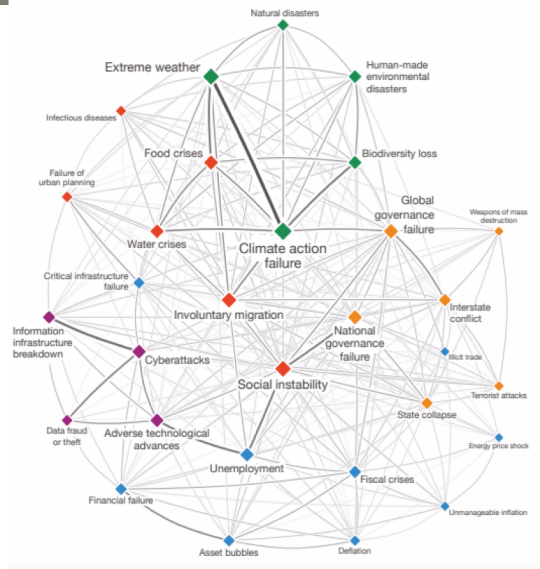 Natural disasters
Extreme weather
Human-made
environmental
disasters
Infectious diseases
Food crises
Biodiversity loss
Failure of
urban planning
Global
governance
failure
Weapons of mass
destruction
Water crises
Climate action
failure
Critical infrastructure
failure
Involuntary migration
Interstate
conflict
Information
infrastructure
breakdown
National
governance
failure
Cyberattacks
Illicit trade
Social instability
Terrorist attacks
State collapse
Data fraud
or theft
Adverse technological
advances
Energy price shock
Unemployment
Fiscal crises
Financial failure
Unmanageable inflation
Asset bubbles
Deflation